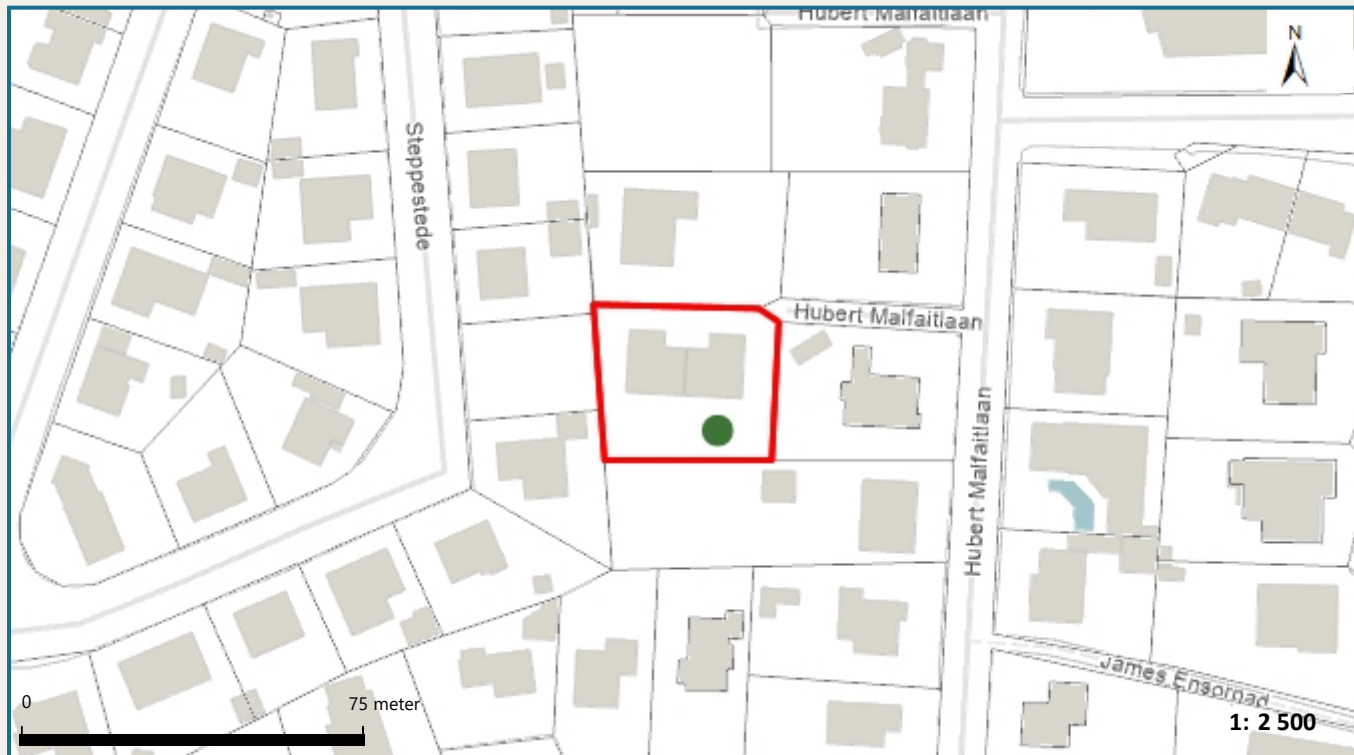 Hubert Malfaitlaan
N
Steppestede
Hubert Malfaitlaan
Hubert Malfaitlaan
James Ensorpad
0
75 meter
1: 2 500